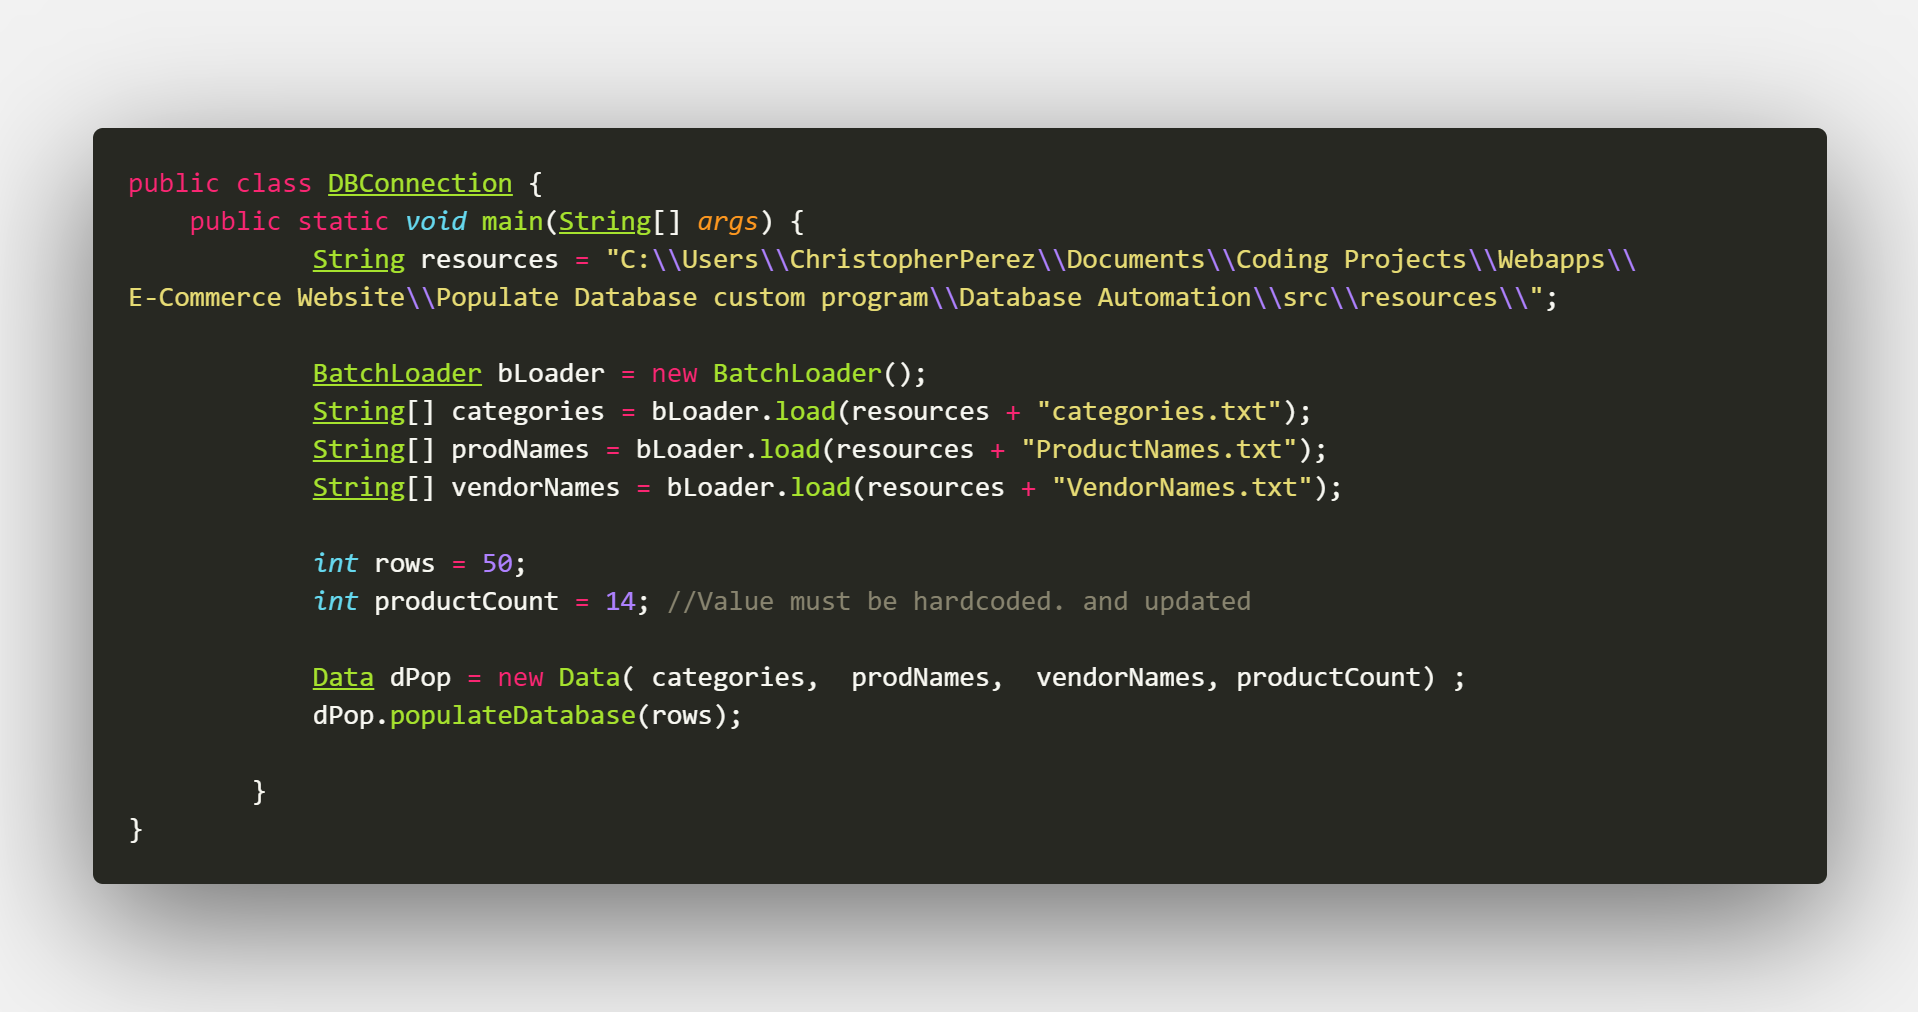 public class DBConnection {
    public static void main(String[] args) {
            String resources = "C:\\Users\\ChristopherPerez\\Documents\\Coding Projects\\Webapps\\
E-Commerce Website\\Populate Database custom program\\Database Automation\\src\\resources\\";
            BatchLoader bLoader = new BatchLoader();
            String[] categories = bLoader.load(resources + "categories.txt");
            String[] prodNames = bLoader.load(resources + "ProductNames.txt");
            String[] vendorNames = bLoader.load(resources + "VendorNames.txt");
            int rows = 50;
            int productCount = 14; //Value must be hardcoded. and updated
            Data dPop = new Data( categories,  prodNames,  vendorNames, productCount) ;
            dPop.populateDatabase(rows);
        }
}